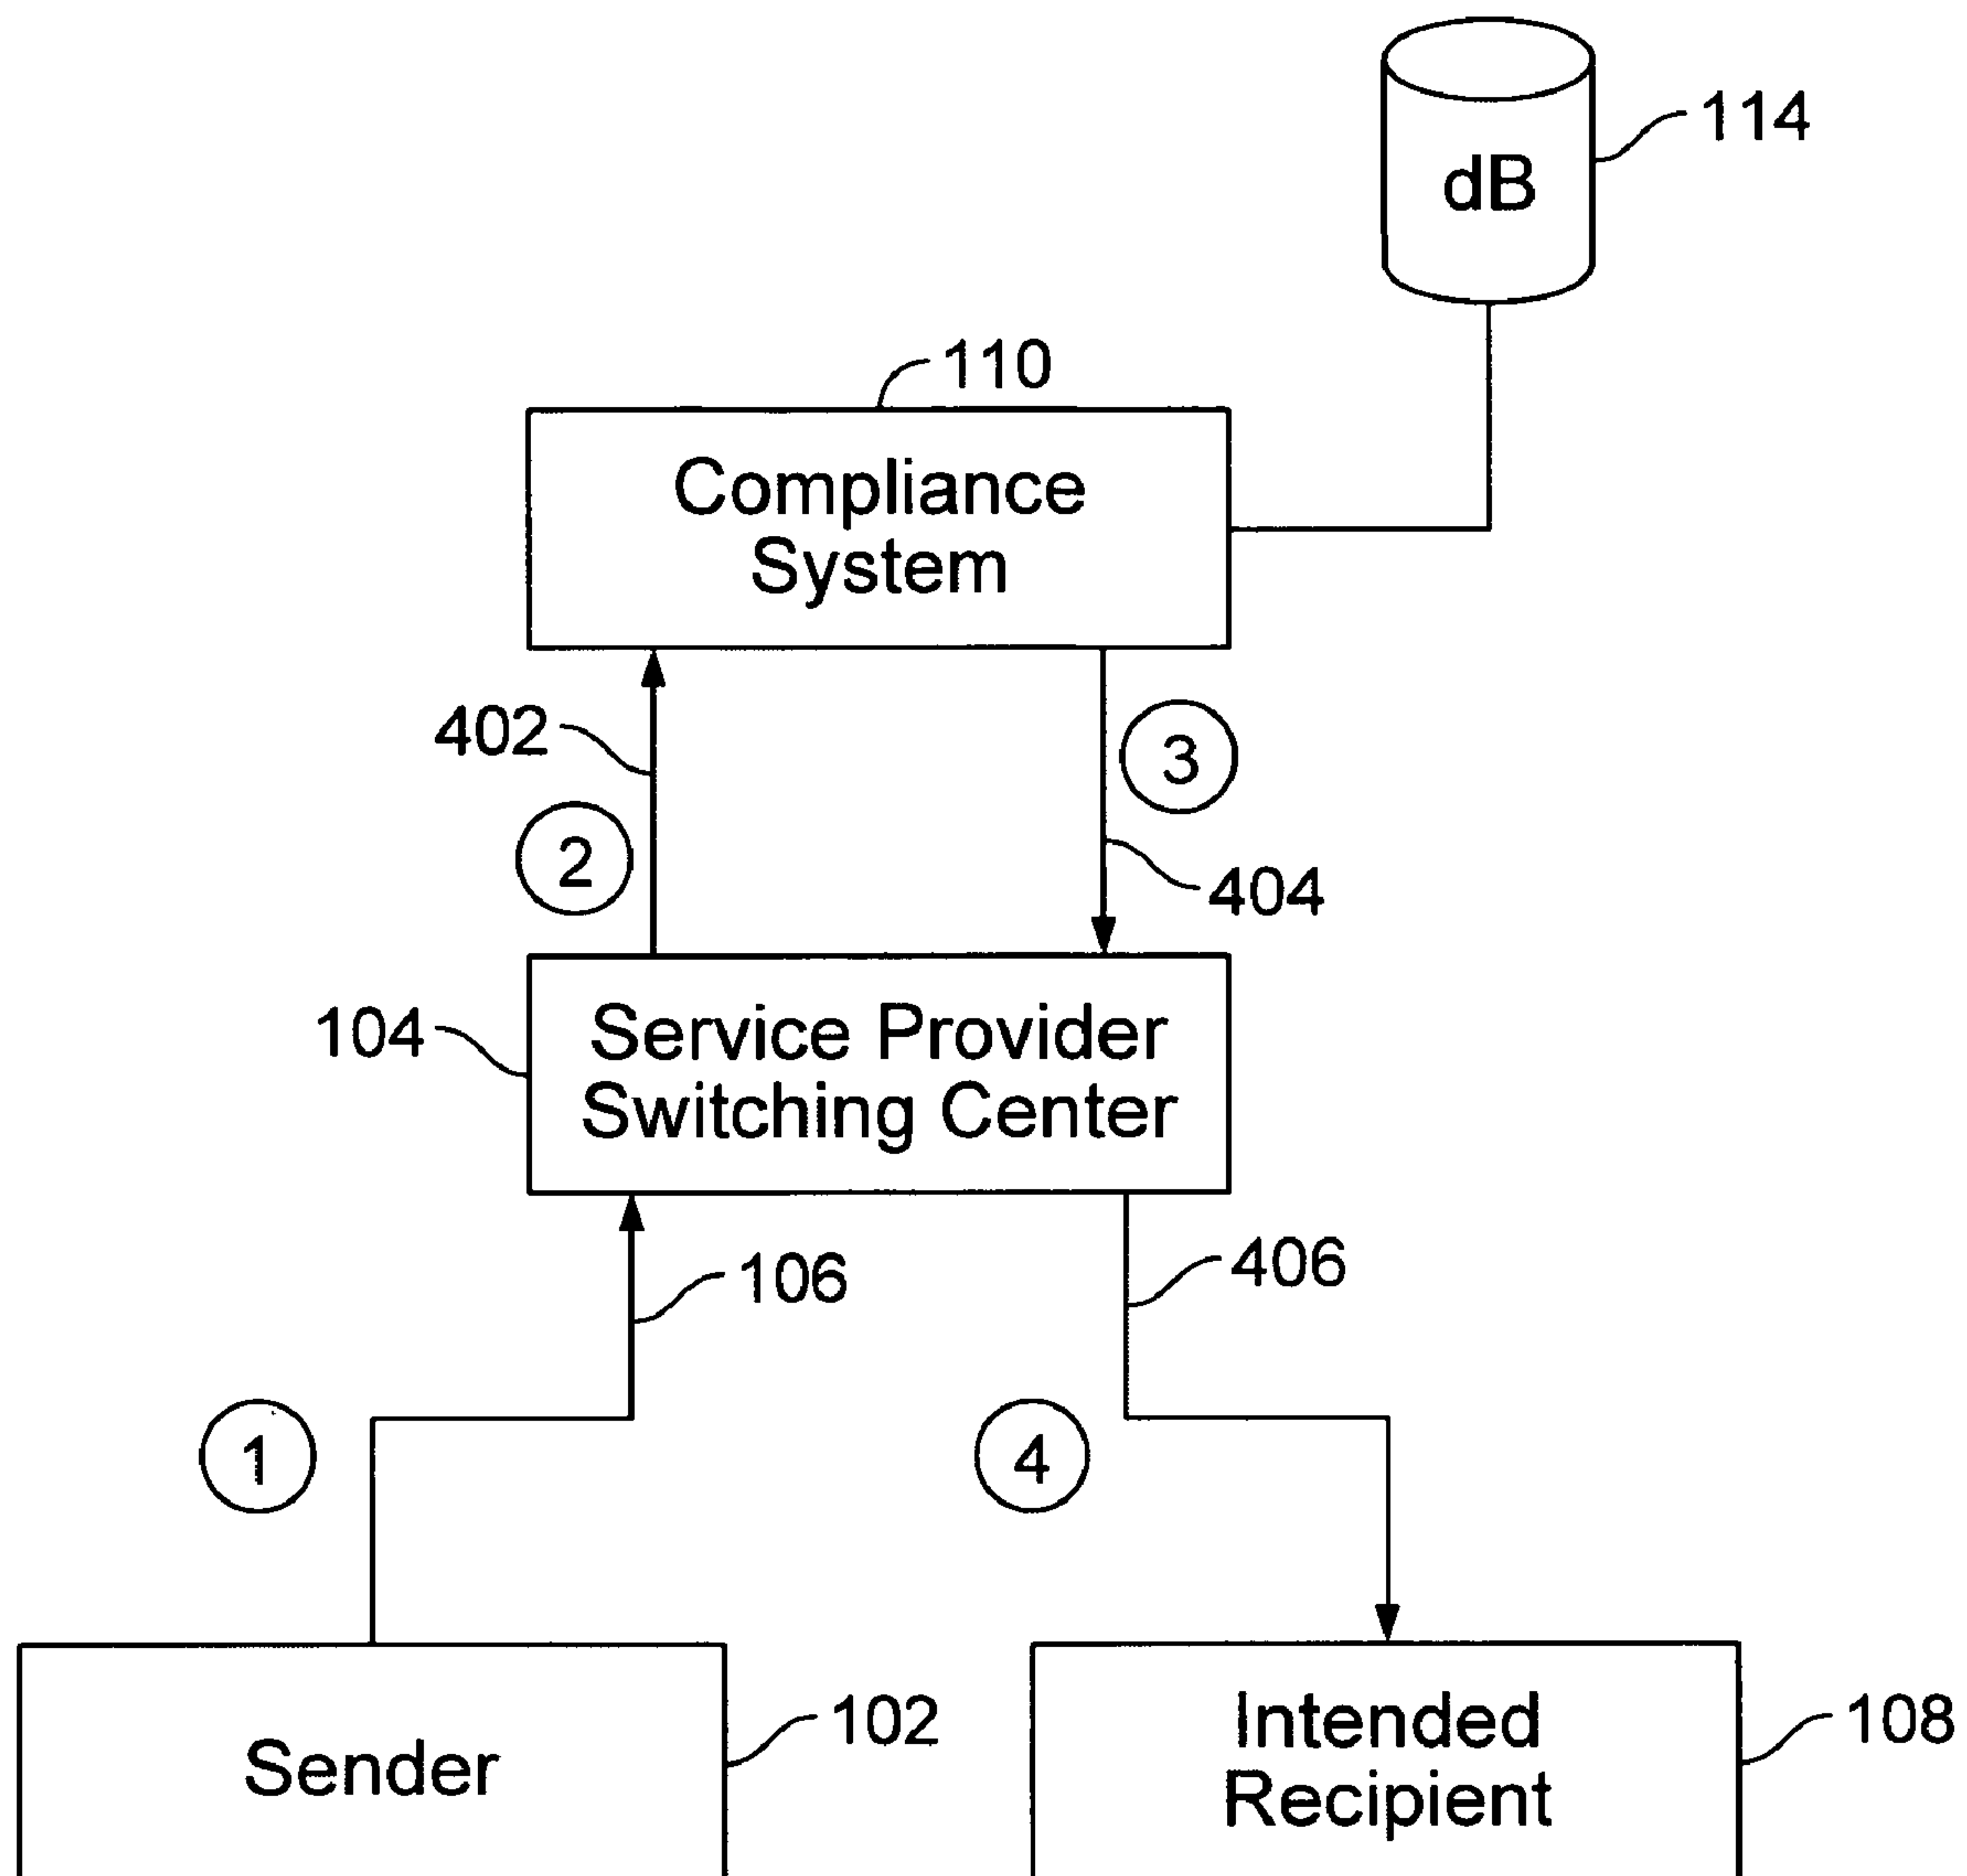 114
dB
110
Compliance
System
402
3
2
404
104
Service Provider
Switching Center
106
406
1
4
Sender
102
Intended
Recipient
108